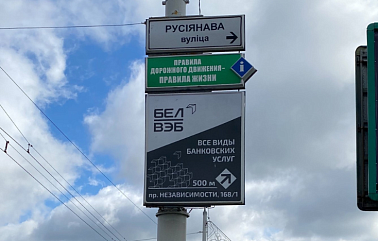 РУСІЯНАВА
вуліца
ПРАВИЛА
ДОРОЖНОГО ДВИЖЕНИЯ–
ПРАВИЛА ЖИЗНИ
i
БЕЛ
ВЭБ
ВСЕ ВИДЫ
БАНКОВСКИХ
УСЛУГ
500 м
пр. НЕЗАВИСИМОСТИ, 168/1